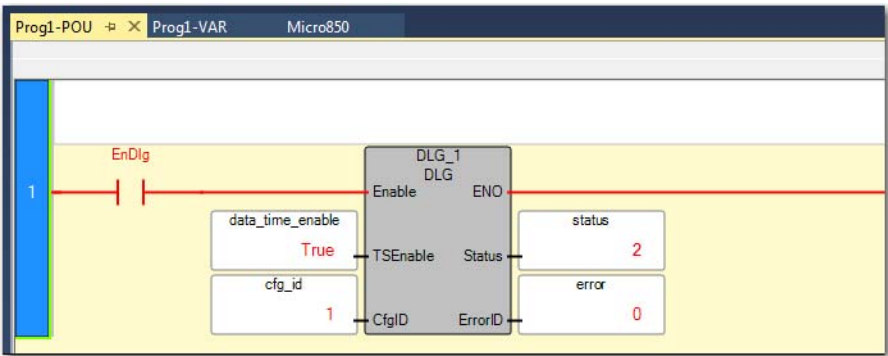 Prog1-POU Prog1-VAR Micro850
EnDlg
DLG_1
DLG
1
Enable ENO
data_time_enable status
True TSEnable Status 2
cfg_id error
1 CfgID ErrorID 0